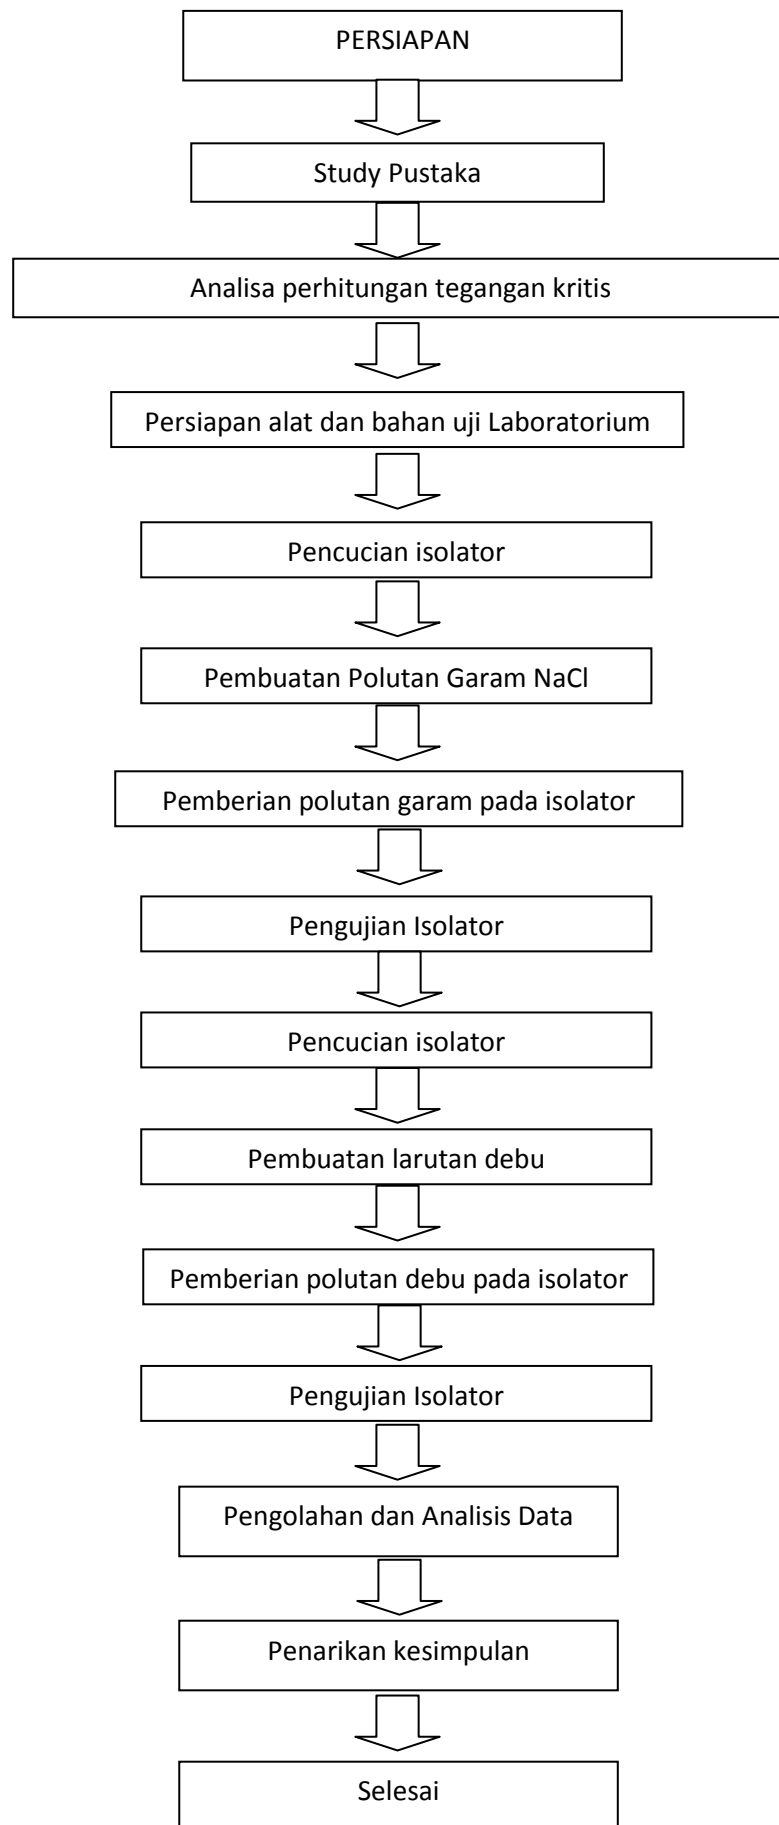 PERSIAPAN
Study Pustaka
Analisa perhitungan tegangan kritis
Persiapan alat dan bahan uji Laboratorium
Pencucian isolator
Pembuatan Polutan Garam NaCl
Pemberian polutan garam pada isolator
Pengujian Isolator
Pencucian isolator
Pembuatan larutan debu
Pemberian polutan debu pada isolator
Pengujian Isolator
Pengolahan dan Analisis Data
Penarikan kesimpulan
Selesai